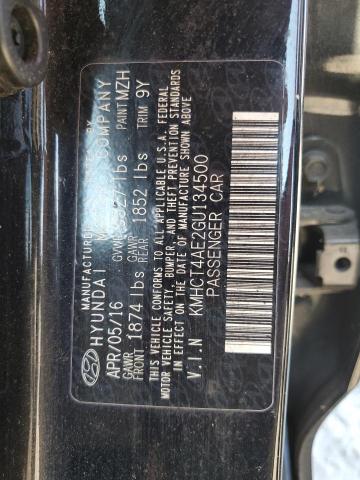 MANUFACTURED BY
HYUNDAI M COMPANY
APR/05/16 GVWR lbs PAINT MZH
GAWR FRONT 1874 lbs GAWR REAR 1852 lbs TRIM 9Y
THIS VEHICLE CONFORMS TO ALL APPLICABLE U.S.A. FEDERAL
MOTOR VEHICLE SAFETY, BUMPER, AND THEFT PREVENTION STANDARDS
IN EFFECT ON THE DATE OF MANUFACTURE SHOWN ABOVE.
V.I.N KMHCT4AE2GU134500
PASSENGER CAR